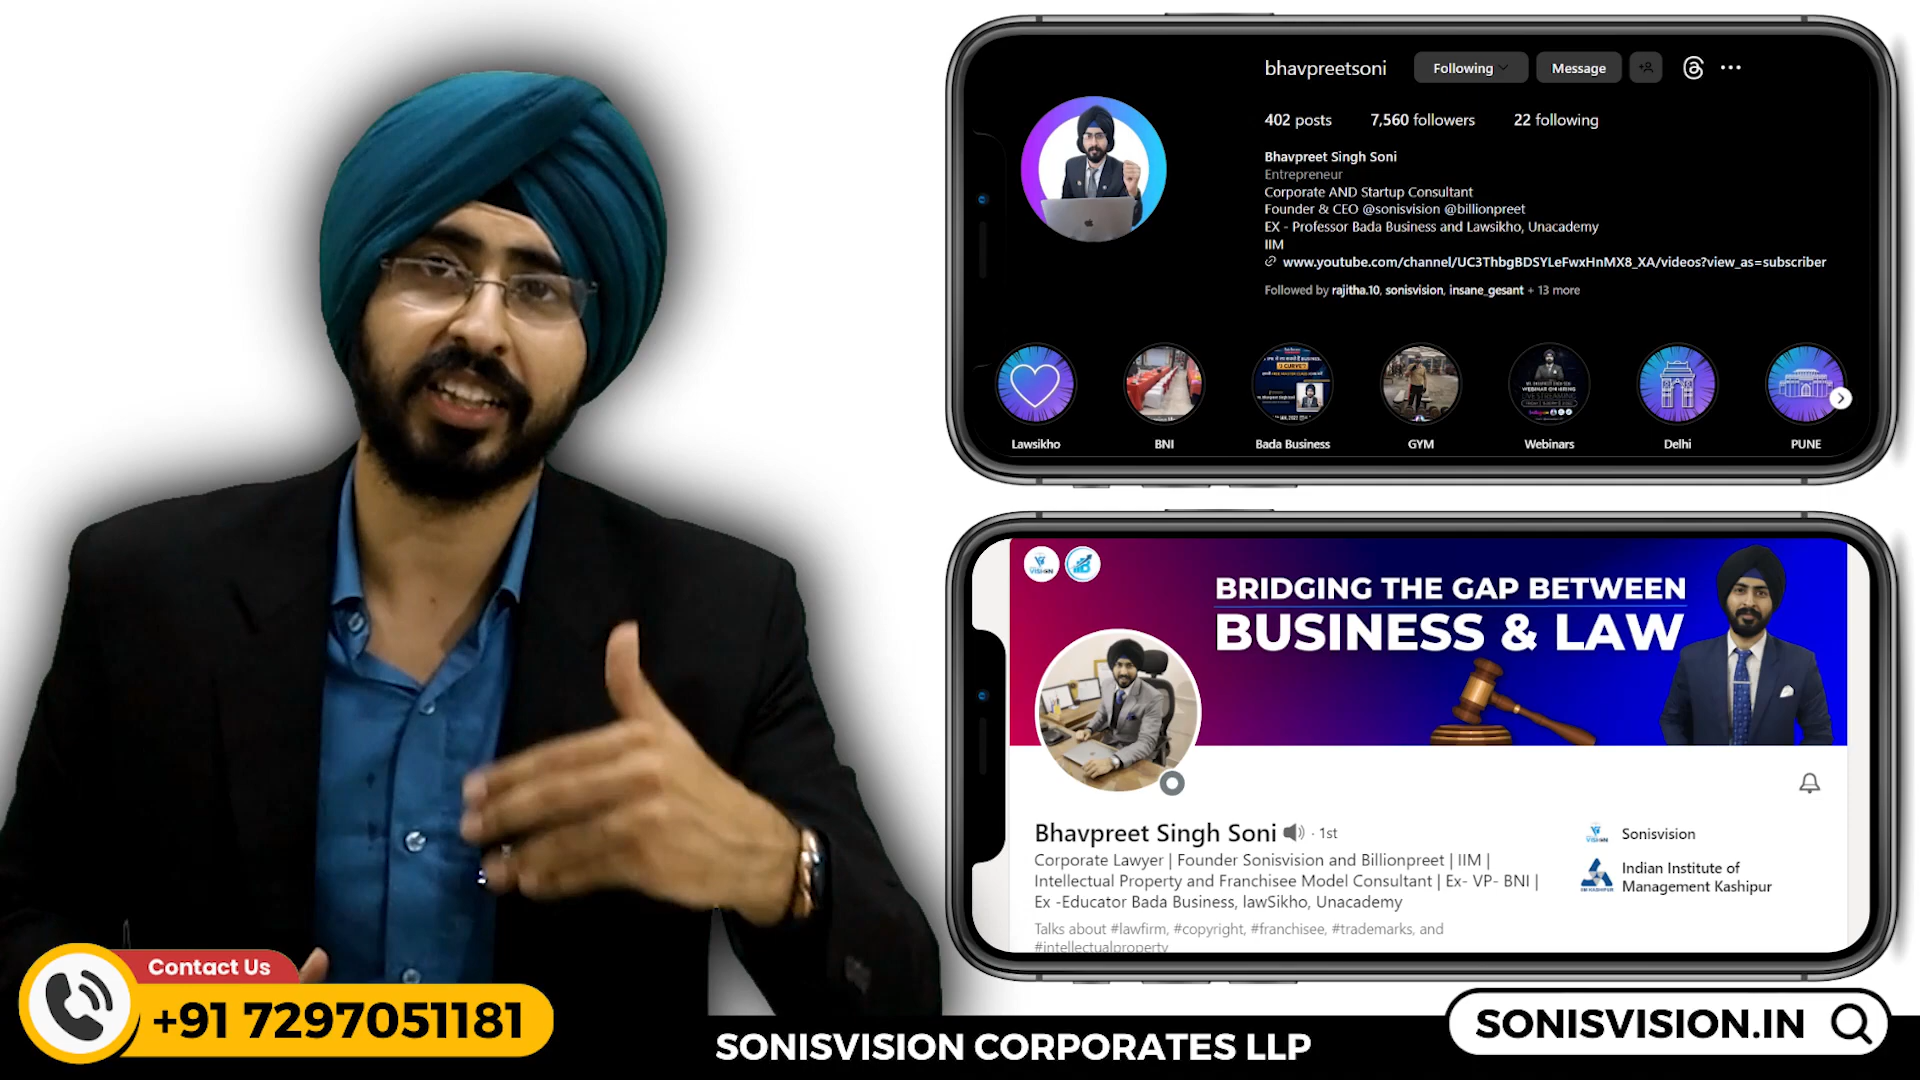 bhavpreetsoni
Following
Message
402 posts
7,560 followers
22 following
Bhavpreet Singh Soni
Entrepreneur
Corporate AND Startup Consultant
Founder & CEO @sonisvision @billionpreet
EX - Professor Bada Business and Lawsikho, Unacademy
IIM
www.youtube.com/channel/UC3ThbgBDSYLeFwxHnMX8_XA/videos?view_as=subscriber
Followed by rajitha.10, sonisvision, insane_gesant + 13 more
Lawsikho
BNI
Bada Business
GYM
Webinars
Delhi
PUNE
BRIDGING THE GAP BETWEEN
BUSINESS & LAW
Bhavpreet Singh Soni · 1st
Corporate Lawyer | Founder Sonisvision and Billionpreet | IIM |
Intellectual Property and Franchisee Model Consultant | Ex- VP- BNI |
Ex -Educator Bada Business, lawSikho, Unacademy
Talks about #lawfirm, #copyright, #franchisee, #trademarks, and
#intellectualproperty
Sonisvision
Indian Institute of
Management Kashipur
Contact Us
+91 7297051181
SONISVISION CORPORATES LLP
SONISVISION.IN